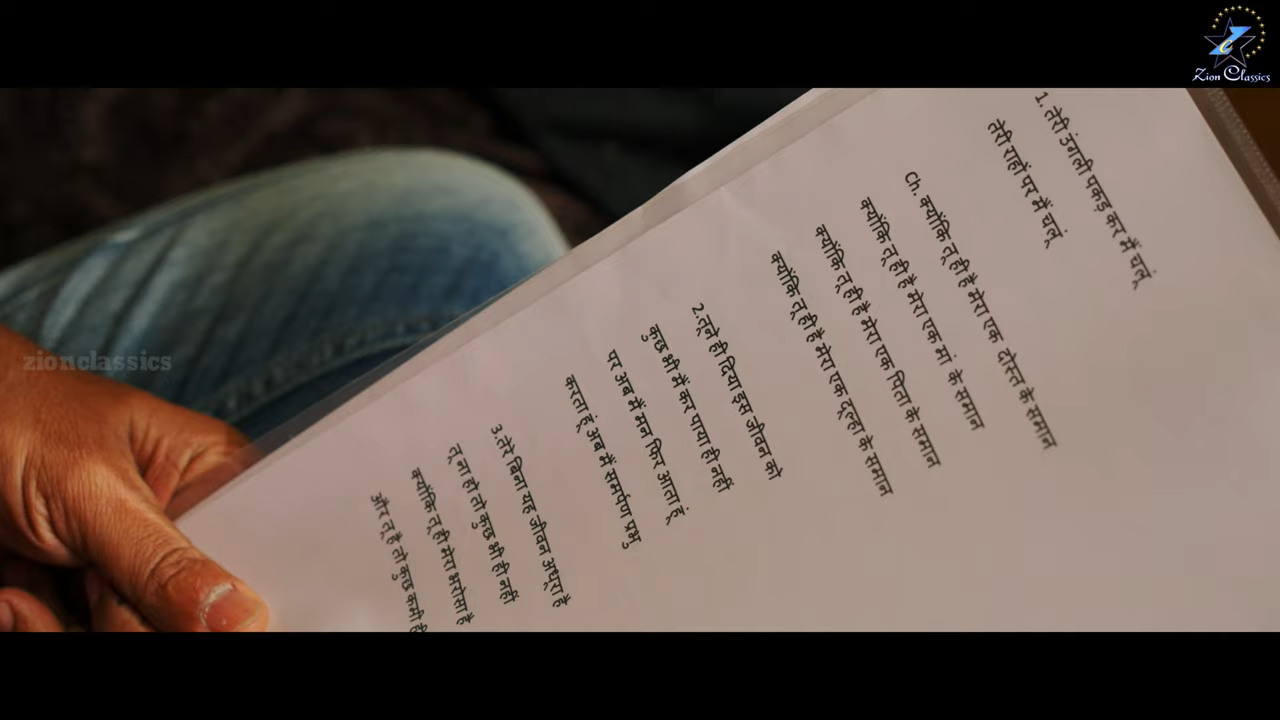 Zion Classics
1. तेरी उंगली पकड़ कर मैं चलूं
तेरी राहों पर मैं चलूं
Ch. क्योंकि तू ही है मेरा एक दोस्त के समान
क्योंकि तू ही है मेरा एक मां के समान
क्योंकि तू ही है मेरा एक पिता के समान
क्योंकि तू ही है मेरा एक दूल्हा के समान
2.तूने ही दिया इस जीवन को
कुछ भी मैं कर पाया ही नहीं
पर अब मैं मन फिर आता हूं
करता हूं अब मैं समर्पण प्रभु
3.तेरे बिना यह जीवन अधूरा है
तू ना हो तो कुछ भी ही नहीं
क्योंकि तू ही मेरा भरोसा है
और तू है तो कुछ कमी ही
zionclassics